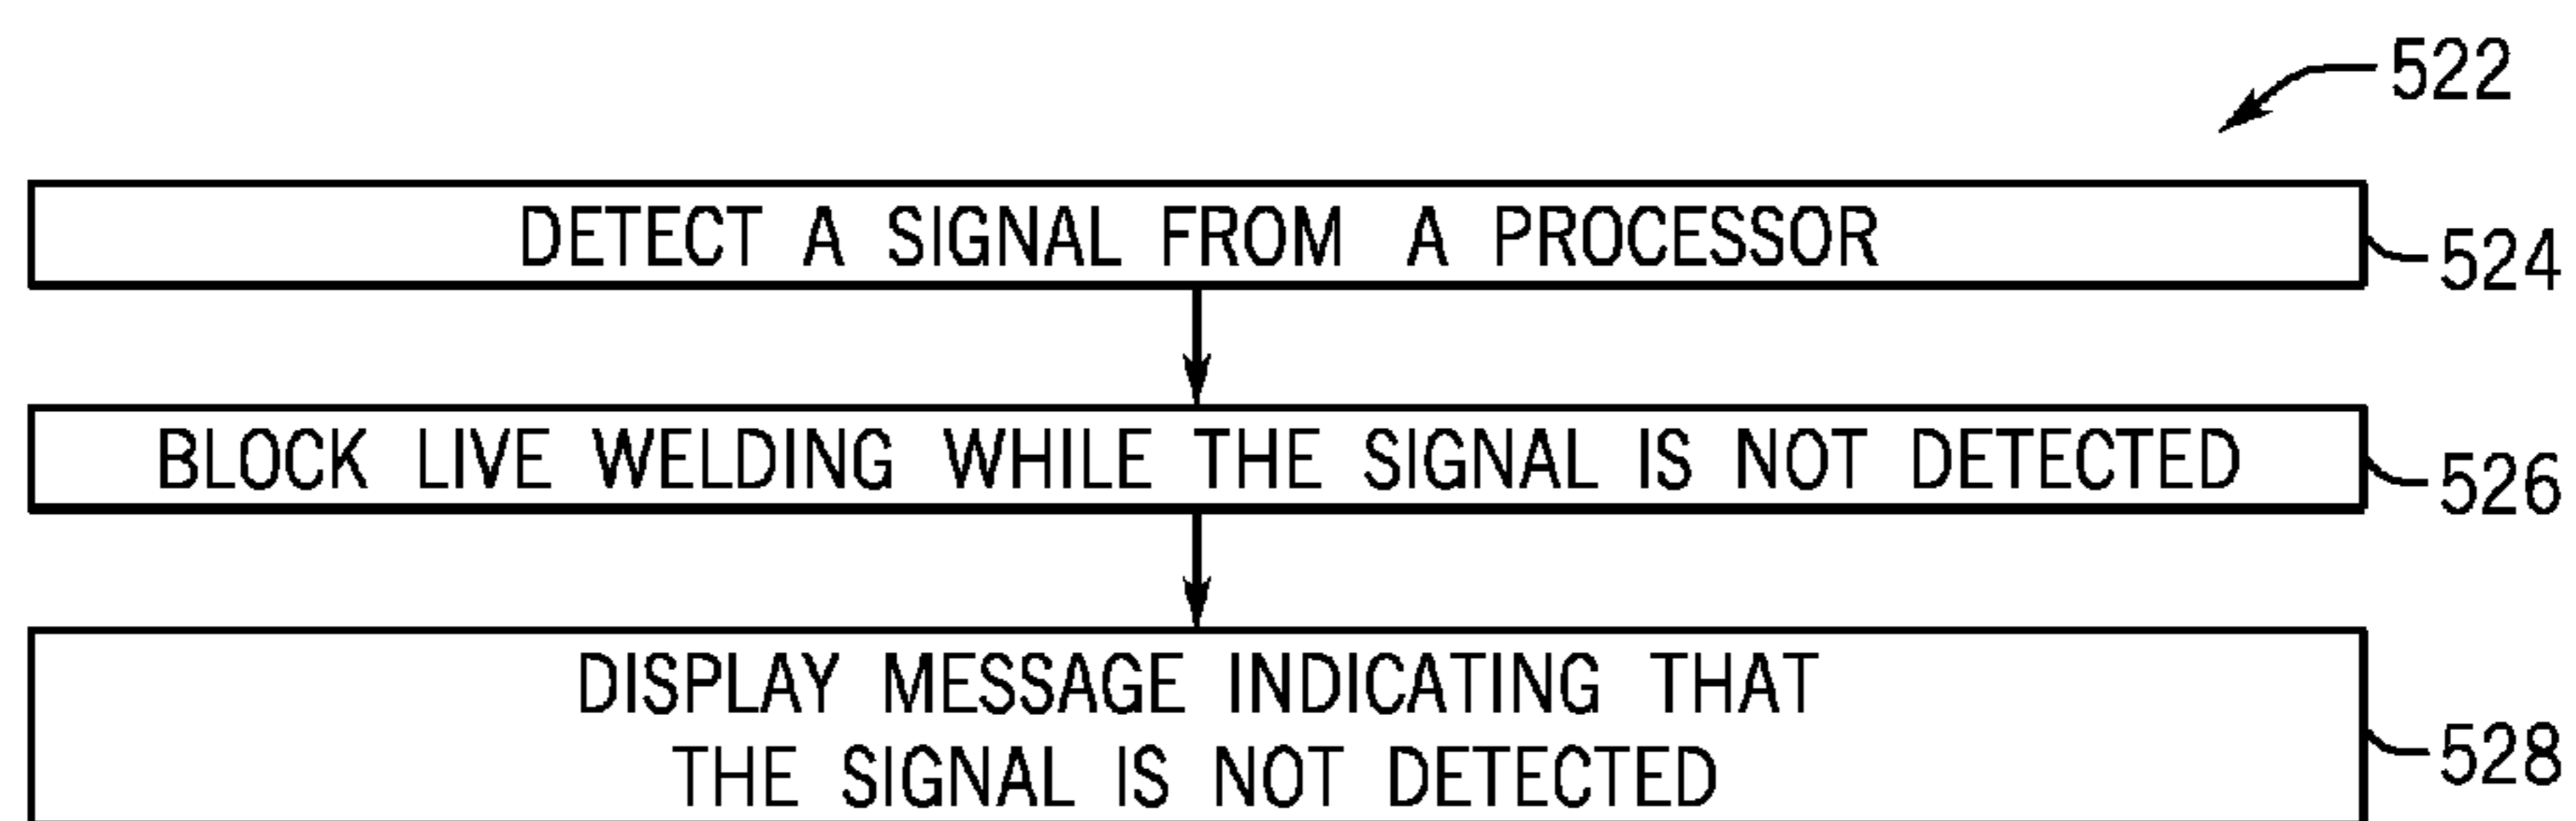 522
DETECT A SIGNAL FROM A PROCESSOR
524
BLOCK LIVE WELDING WHILE THE SIGNAL IS NOT DETECTED
526
DISPLAY MESSAGE INDICATING THAT
THE SIGNAL IS NOT DETECTED
528